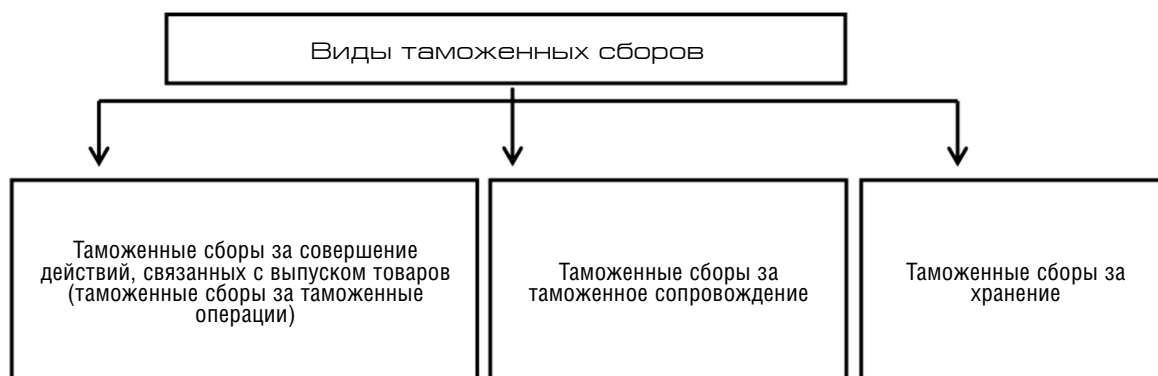 Виды таможенных сборов
Таможенные сборы за совершение
действий, связанных с выпуском товаров
(таможенные сборы за таможенные
операции)
Таможенные сборы за
таможенное сопровождение
Таможенные сборы за
хранение